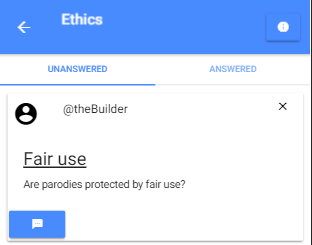 Ethics
UNANSWERED ANSWERED
@theBuilder
Fair use
Are parodies protected by fair use?